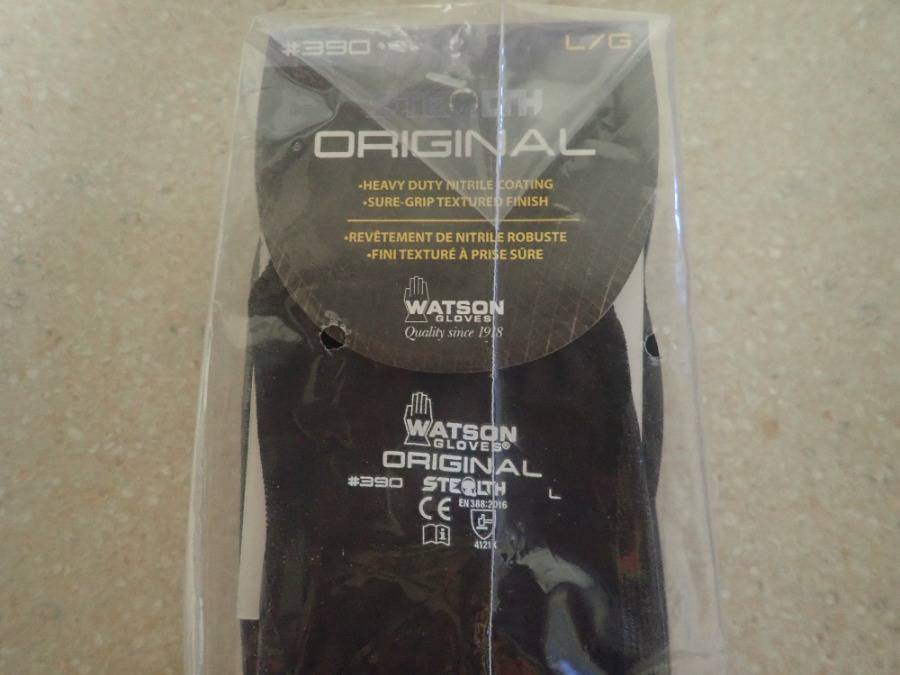 #390
L/G
STEALTH
ORIGINAL
•HEAVY DUTY NITRILE COATING
•SURE-GRIP TEXTURED FINISH
•REVÊTEMENT DE NITRILE ROBUSTE
•FINI TEXTURÉ À PRISE SÛRE
WATSON
GLOVES
Quality since 1918
WATSON
GLOVES®
ORIGINAL
#390 STEALTH L
CE EN 388:2016
i
4121X